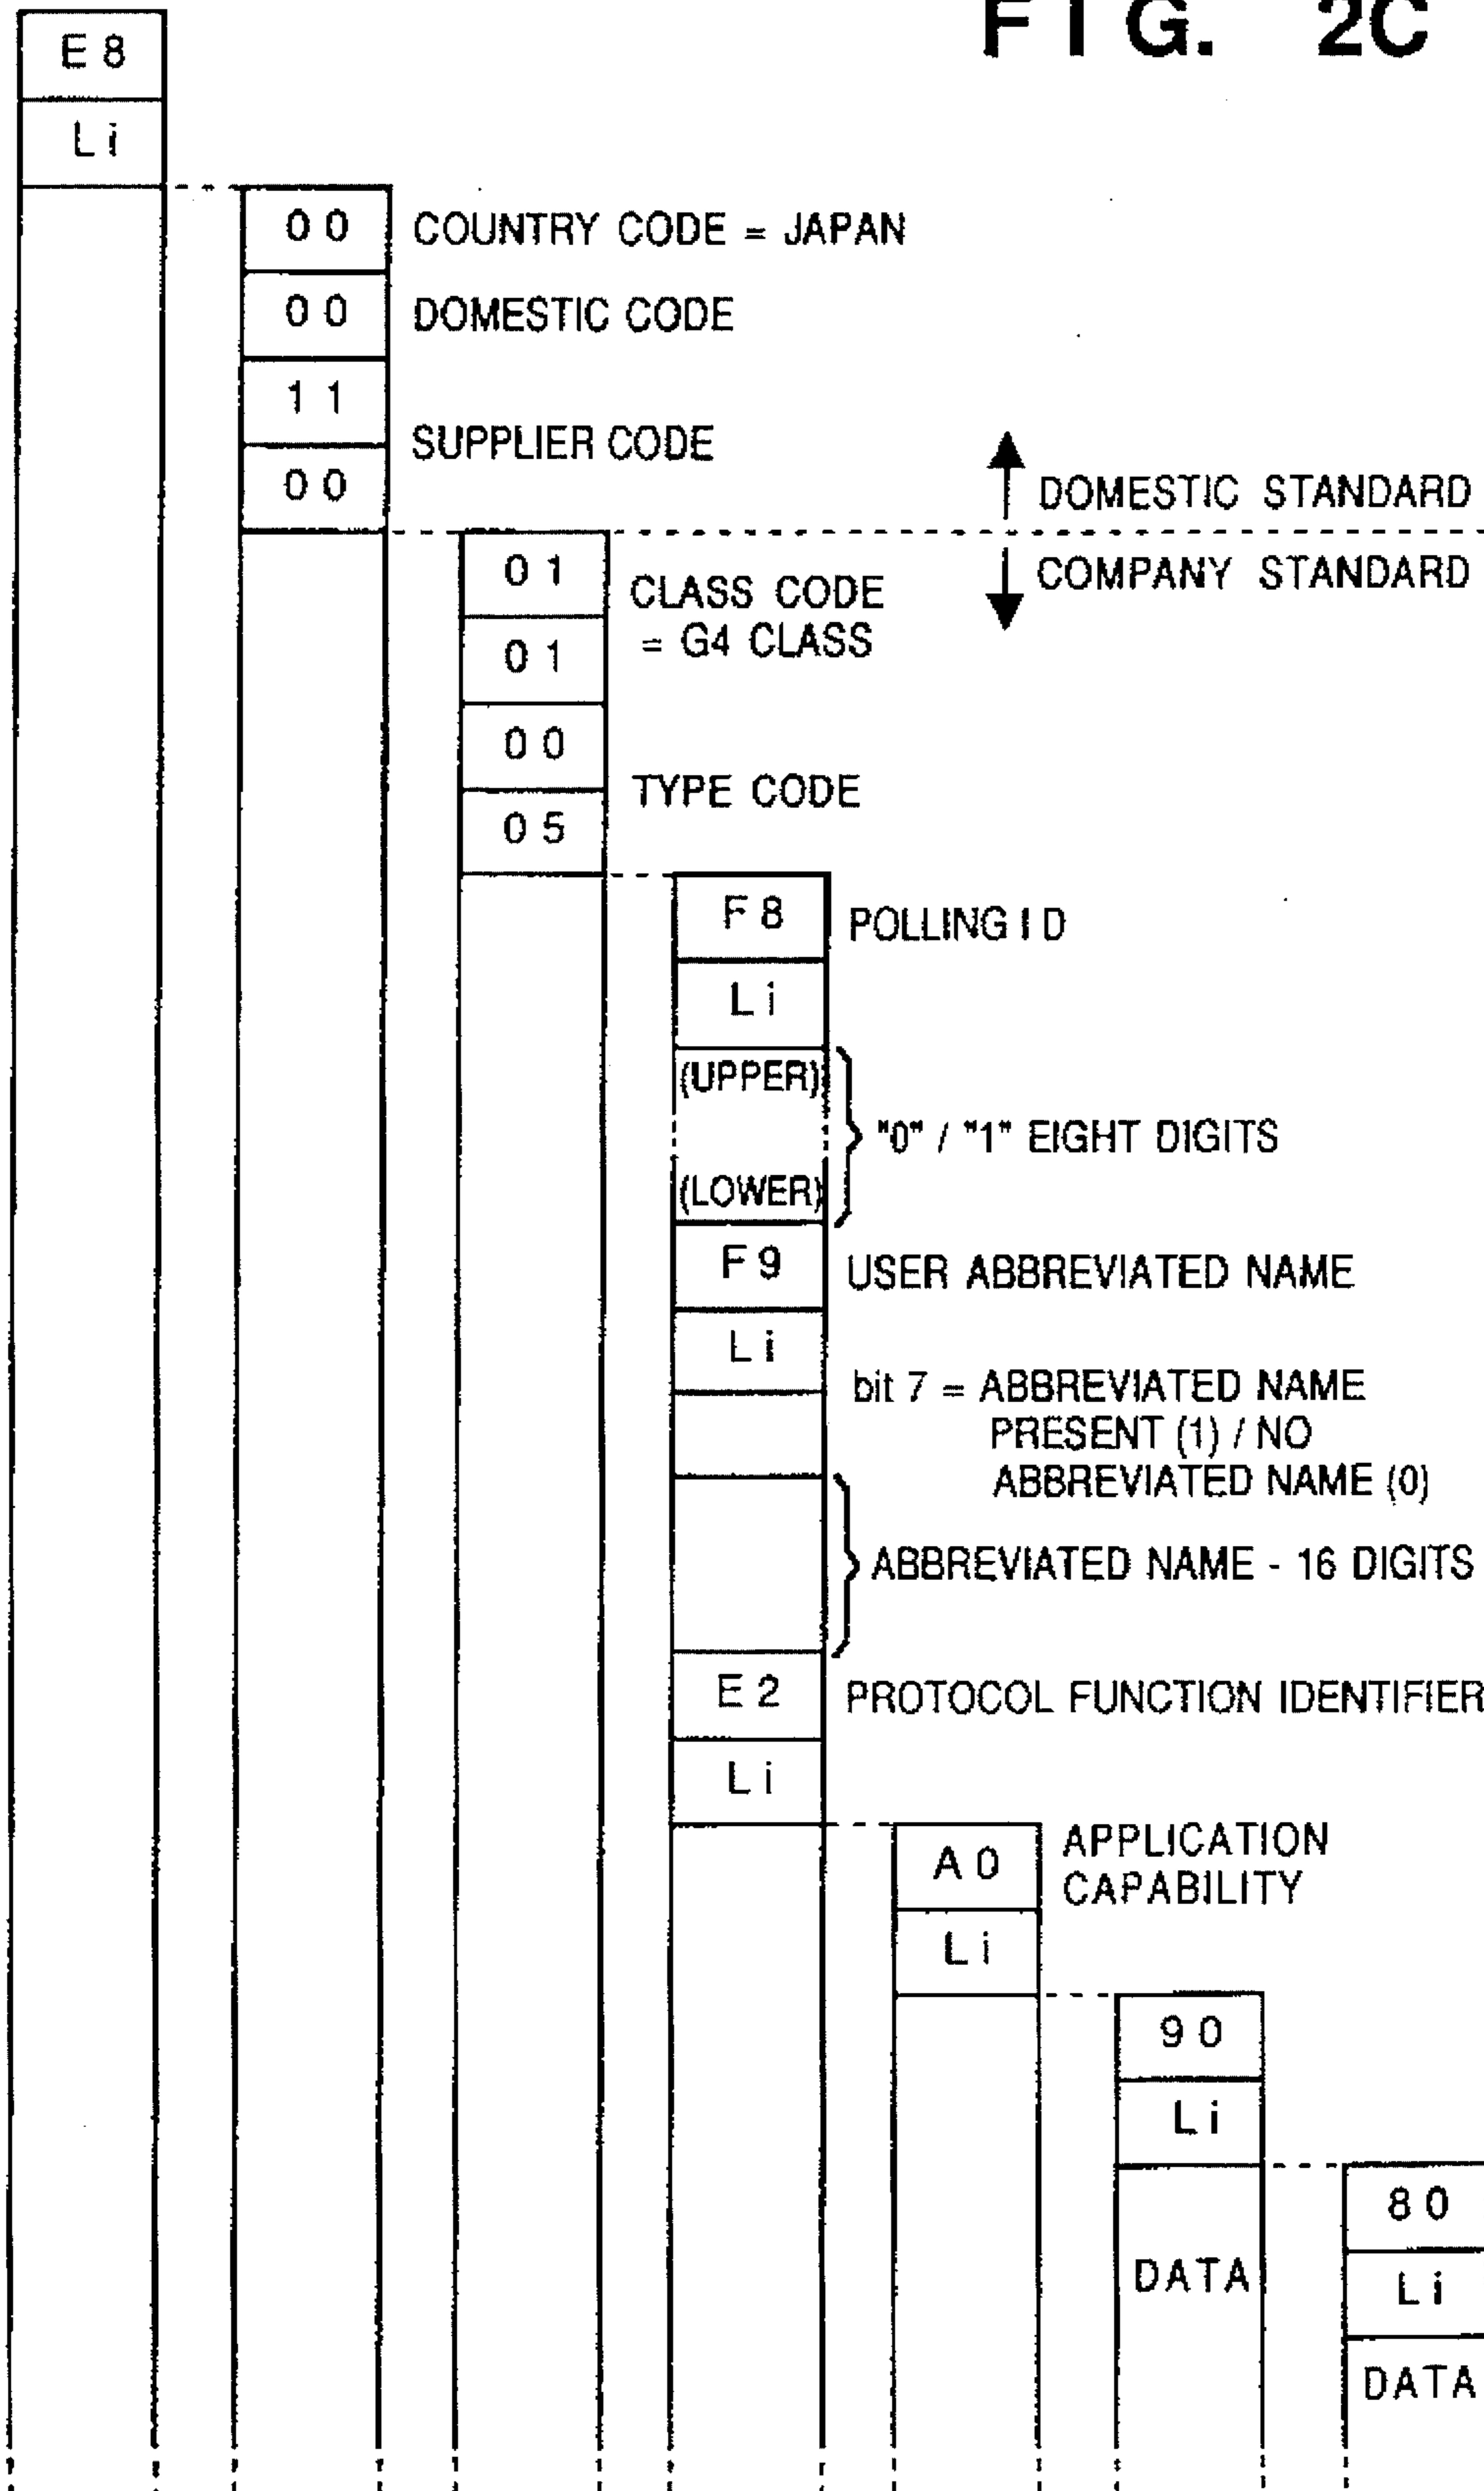 FIG. 2C
E8
Li
00 COUNTRY CODE = JAPAN
00 DOMESTIC CODE
11
SUPPLIER CODE
00
DOMESTIC STANDARD
COMPANY STANDARD
01
CLASS CODE
= G4 CLASS
01
00
TYPE CODE
05
F8 POLLING ID
Li
(UPPER)
"0" / "1" EIGHT DIGITS
(LOWER)
F9 USER ABBREVIATED NAME
Li
bit 7 = ABBREVIATED NAME
PRESENT (1) / NO
ABBREVIATED NAME (0)
ABBREVIATED NAME - 16 DIGITS
E2 PROTOCOL FUNCTION IDENTIFIER
Li
A0 APPLICATION
CAPABILITY
Li
90
Li
DATA
80
Li
DATA